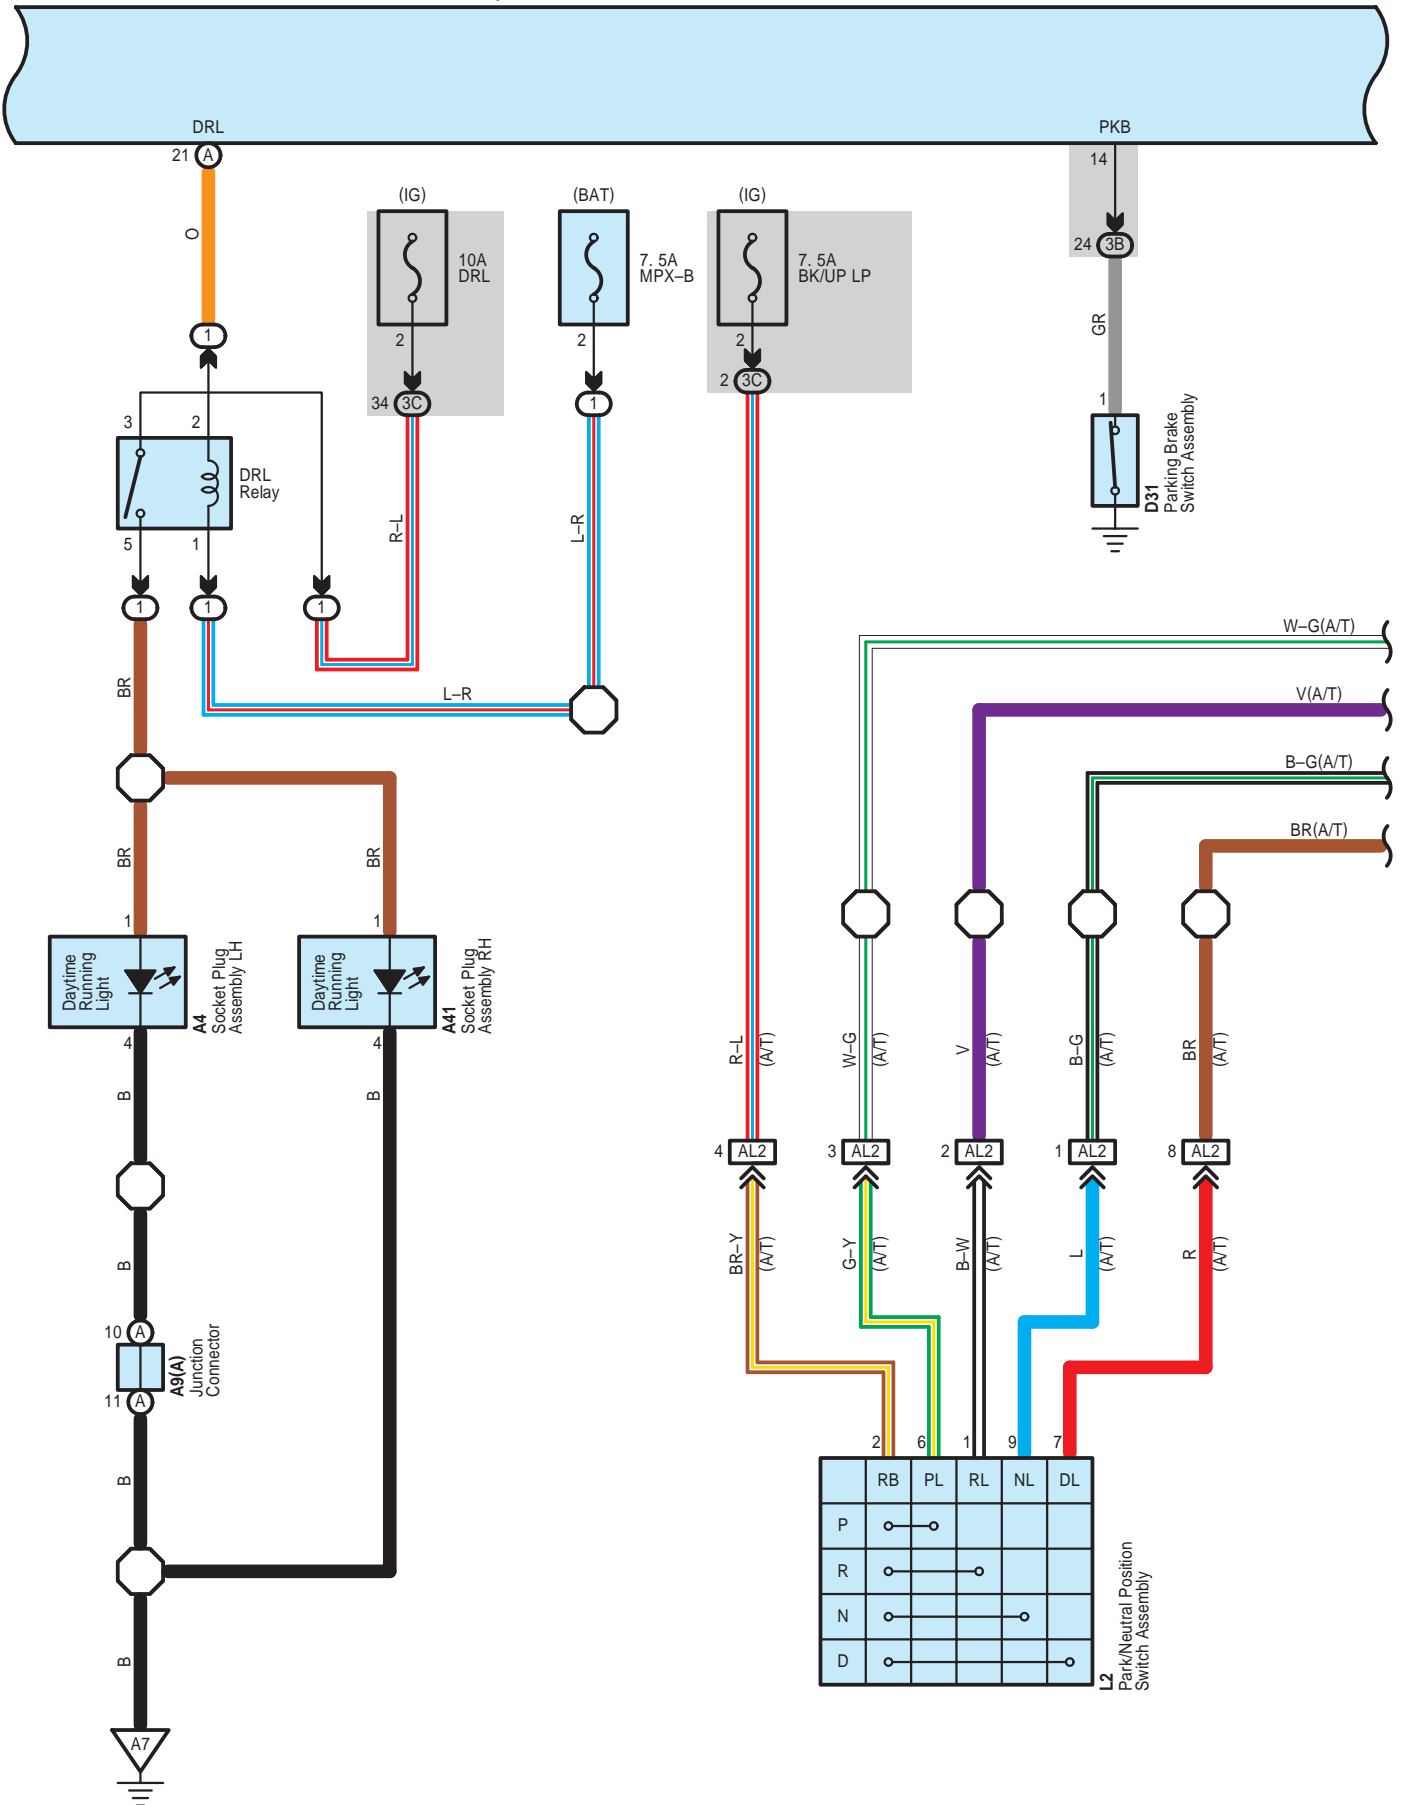 DRL
PKB
21
A
14
(IG)
(BAT)
(IG)
O
10A
DRL
7. 5A
MPX–B
7. 5A
BK/UP LP
24
3B
1
2
2
2
GR
2
3C
34
3C
1
1
3
2
DRL
Relay
D31
Parking Brake
Switch Assembly
R–L
L–R
5
1
1
1
1
W–G(A/T)
BR
L–R
V(A/T)
B–G(A/T)
BR(A/T)
BR
BR
1
1
Daytime
Running
Light
A4
Socket Plug
Assembly LH
Daytime
Running
Light
A41
Socket Plug
Assembly RH
4
4
R–L
(A/T)
W–G
(A/T)
V
(A/T)
B–G
(A/T)
BR
(A/T)
B
B
4
AL2
3
AL2
2
AL2
1
AL2
8
AL2
B
BR–Y
(A/T)
G–Y
(A/T)
B–W
(A/T)
L
(A/T)
R
(A/T)
10
A
A9(A)
Junction
Connector
11
A
2
6
1
9
7
B
RB
PL
RL
NL
DL
P
R
N
D
L2
Park/Neutral Position
Switch Assembly
B
A7